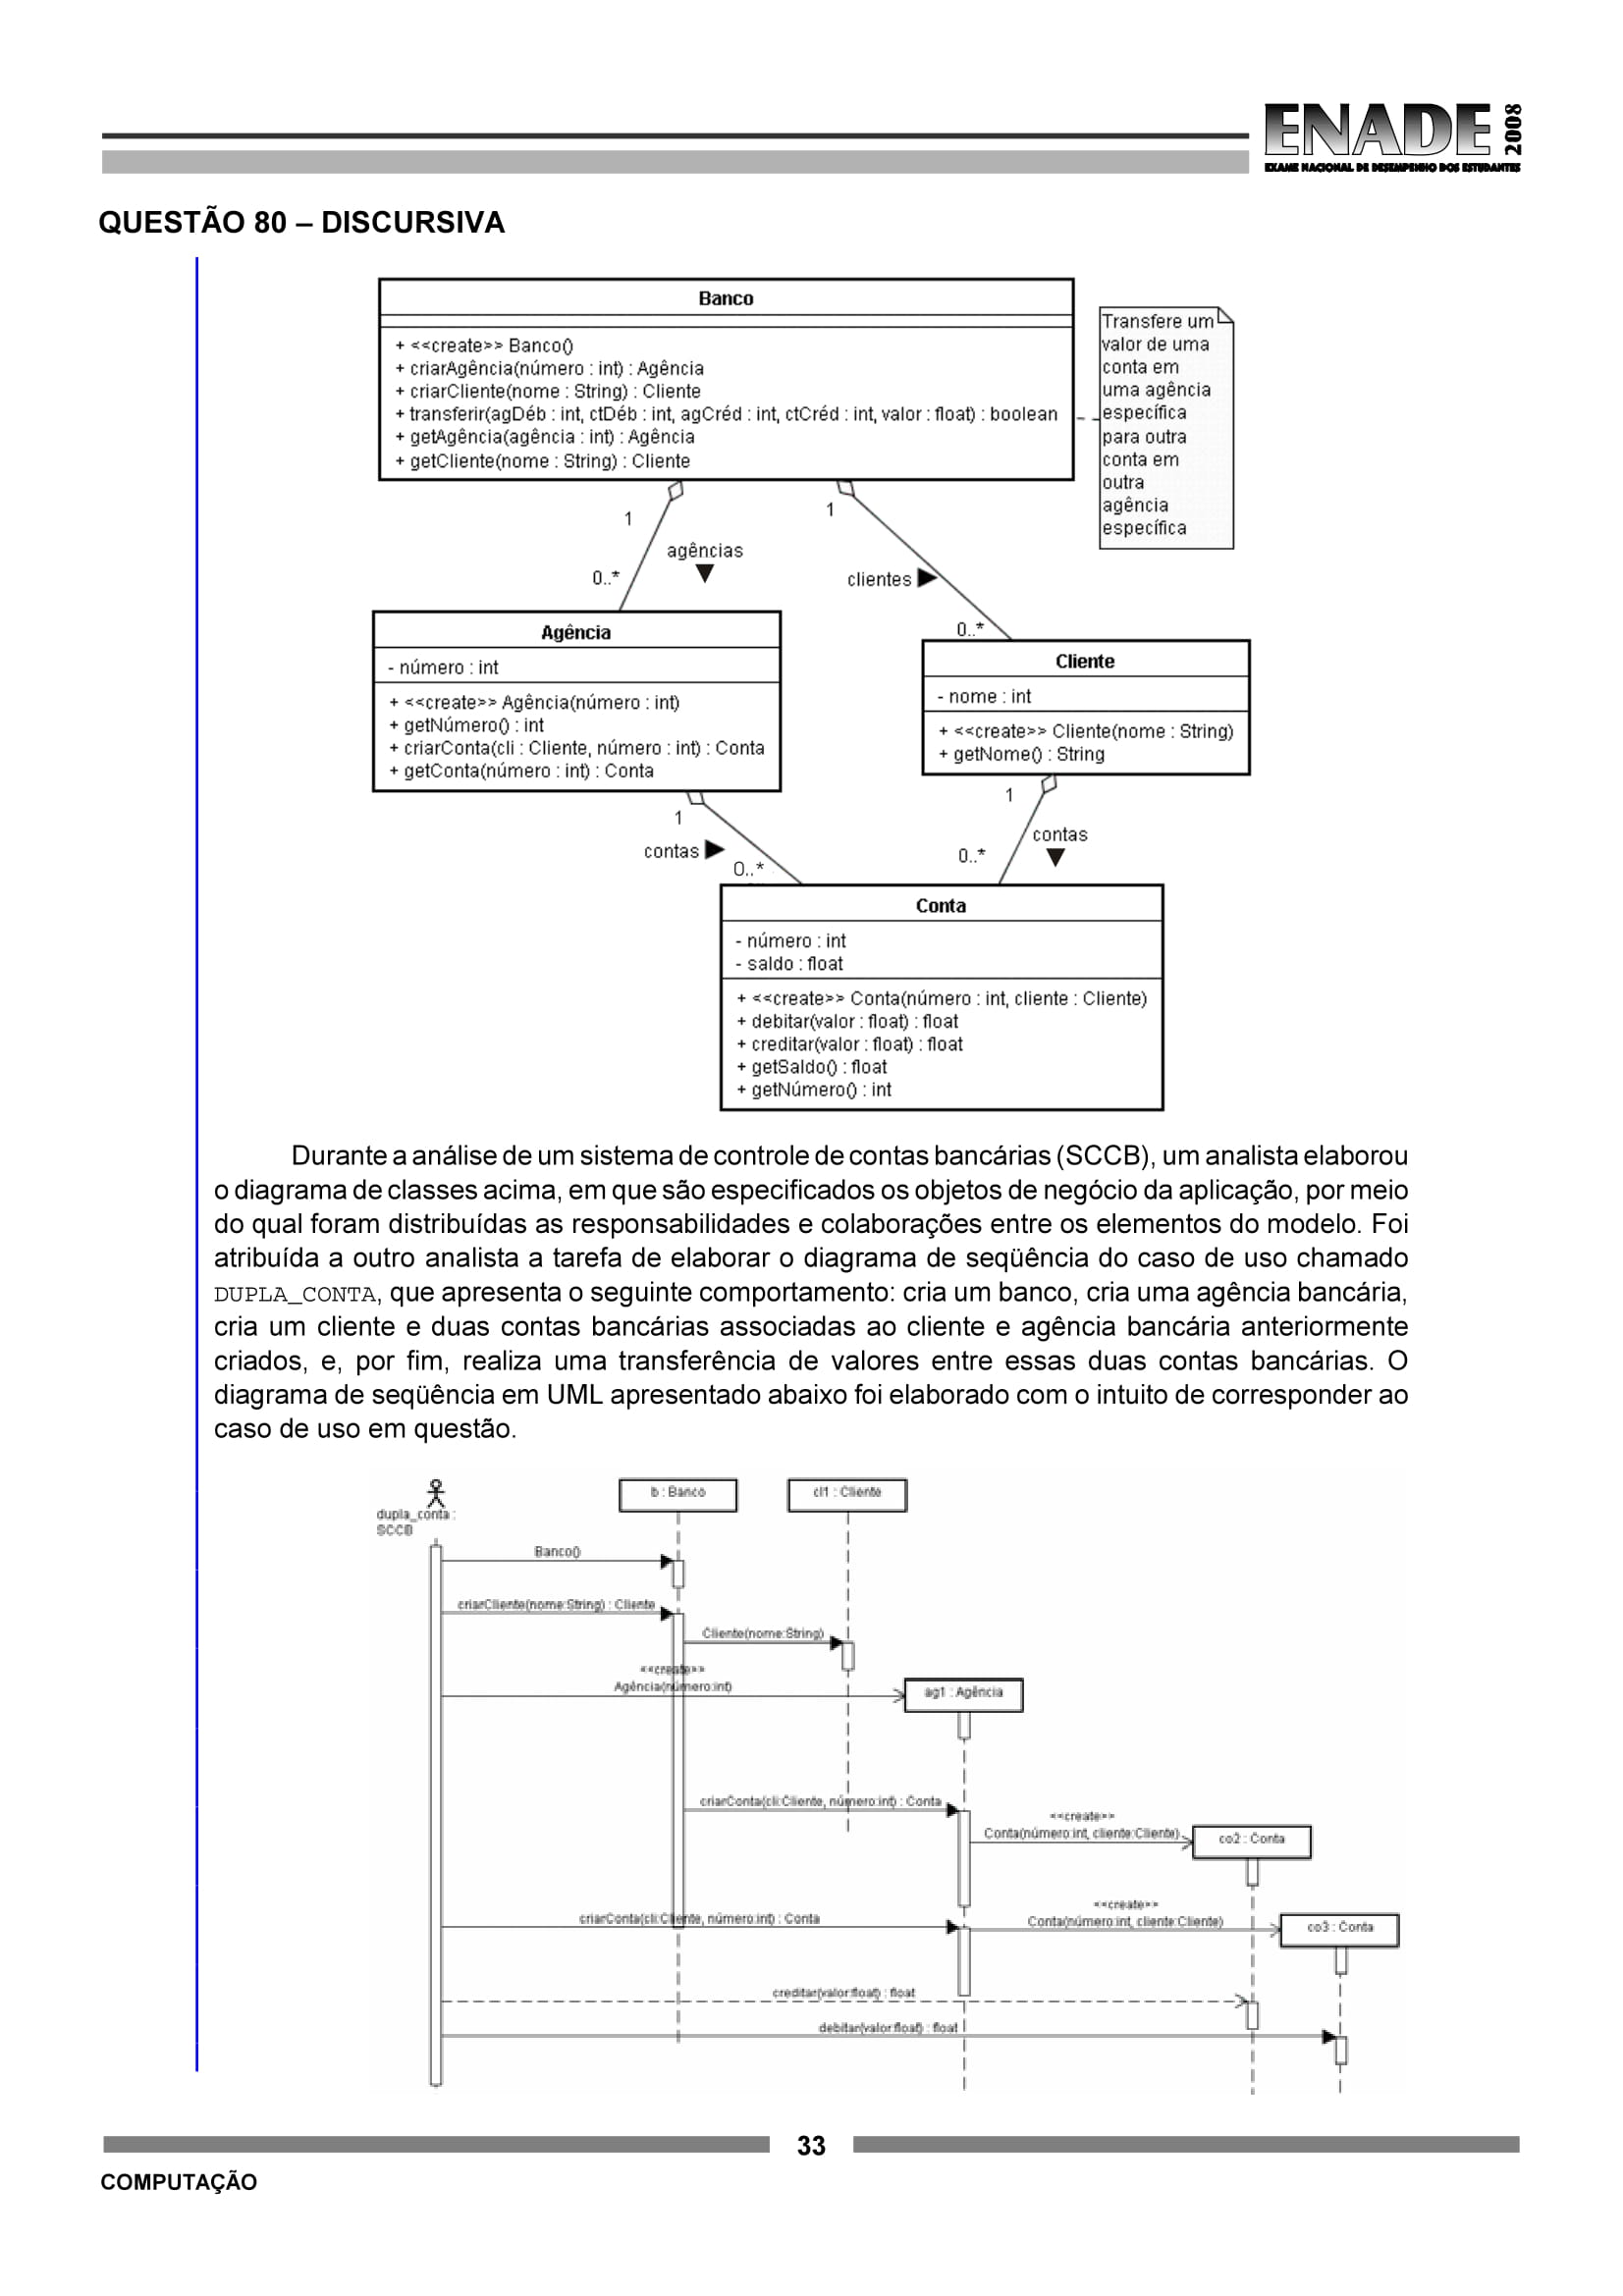 ENADE 2008
EXAME NACIONAL DE DESEMPENHO DOS ESTUDANTES
QUESTÃO 80 – DISCURSIVA
Banco
+ <<create>> Banco()
+ criarAgência(número : int) : Agência
+ criarCliente(nome : String) : Cliente
+ transferir(agDéb : int, ctDéb : int, agCréd : int, ctCréd : int, valor : float) : boolean
+ getAgência(agência : int) : Agência
+ getCliente(nome : String) : Cliente
Transfere um
valor de uma
conta em
uma agência
específica
para outra
conta em
outra
agência
específica
1
1
agências
0..*
clientes
0..*
Agência
- número : int
+ <<create>> Agência(número : int)
+ getNúmero() : int
+ criarConta(cli : Cliente, número : int) : Conta
+ getConta(número : int) : Conta
Cliente
- nome : int
+ <<create>> Cliente(nome : String)
+ getNome() : String
1
1
contas
0..*
contas
0..*
Conta
- número : int
- saldo : float
+ <<create>> Conta(número : int, cliente : Cliente)
+ debitar(valor : float) : float
+ creditar(valor : float) : float
+ getSaldo() : float
+ getNúmero() : int
Durante a análise de um sistema de controle de contas bancárias (SCCB), um analista elaborou
o diagrama de classes acima, em que são especificados os objetos de negócio da aplicação, por meio
do qual foram distribuídas as responsabilidades e colaborações entre os elementos do modelo. Foi
atribuída a outro analista a tarefa de elaborar o diagrama de seqüência do caso de uso chamado
DUPLA_CONTA, que apresenta o seguinte comportamento: cria um banco, cria uma agência bancária,
cria um cliente e duas contas bancárias associadas ao cliente e agência bancária anteriormente
criados, e, por fim, realiza uma transferência de valores entre essas duas contas bancárias. O
diagrama de seqüência em UML apresentado abaixo foi elaborado com o intuito de corresponder ao
caso de uso em questão.
dupla_conta :
SCCB
b : Banco
cl1 : Cliente
Banco()
criarCliente(nome:String) : Cliente
Cliente(nome:String)
<<create>>
Agência(número:int)
ag1 : Agência
criarConta(cli:Cliente, número:int) : Conta
<<create>>
Conta(número:int, cliente:Cliente)
co2 : Conta
criarConta(cli:Cliente, número:int) : Conta
<<create>>
Conta(número:int, cliente:Cliente)
co3 : Conta
creditar(valor:float) : float
debitar(valor:float) : float
33
COMPUTAÇÃO